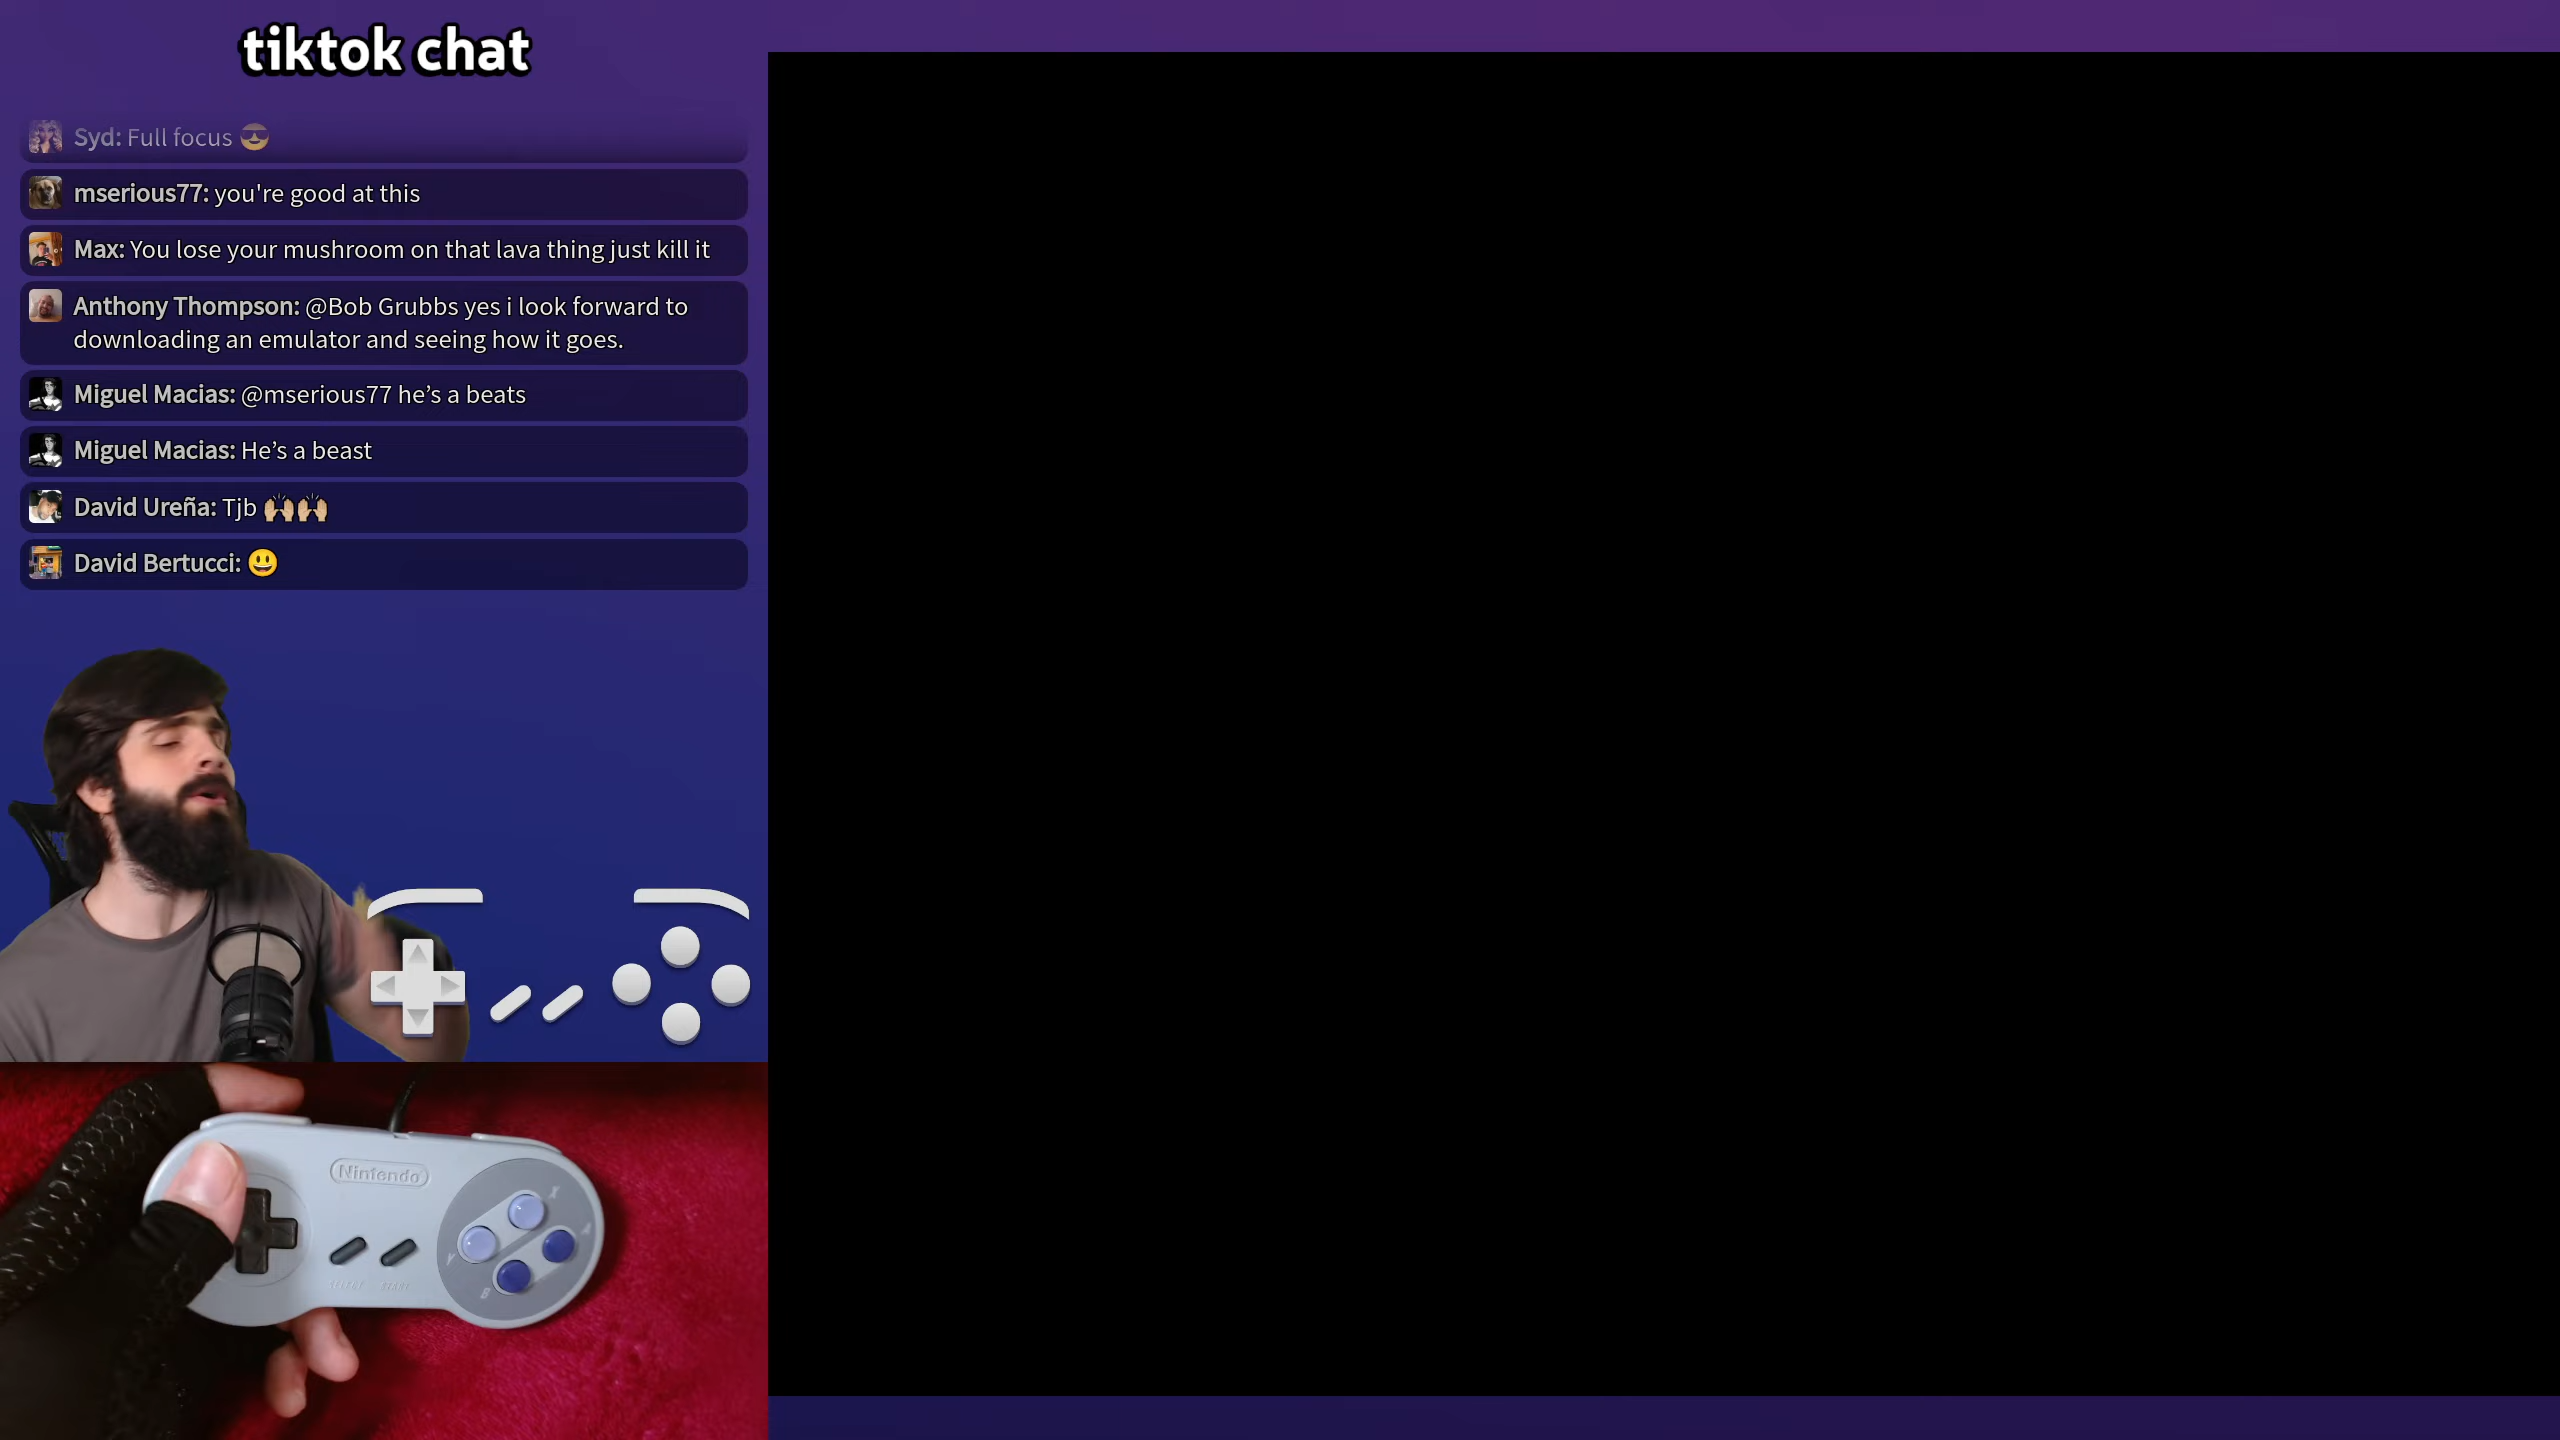 tiktok chat
Syd: Full focus 😎
mserious77: you're good at this
Max: You lose your mushroom on that lava thing just kill it
Anthony Thompson: @Bob Grubbs yes i look forward to
downloading an emulator and seeing how it goes.
Miguel Macias: @mserious77 he’s a beats
Miguel Macias: He’s a beast
David Ureña: Tjb 🙌🏼🙌🏼
David Bertucci: 😃
Nintendo
X
Y
B
SELECT START